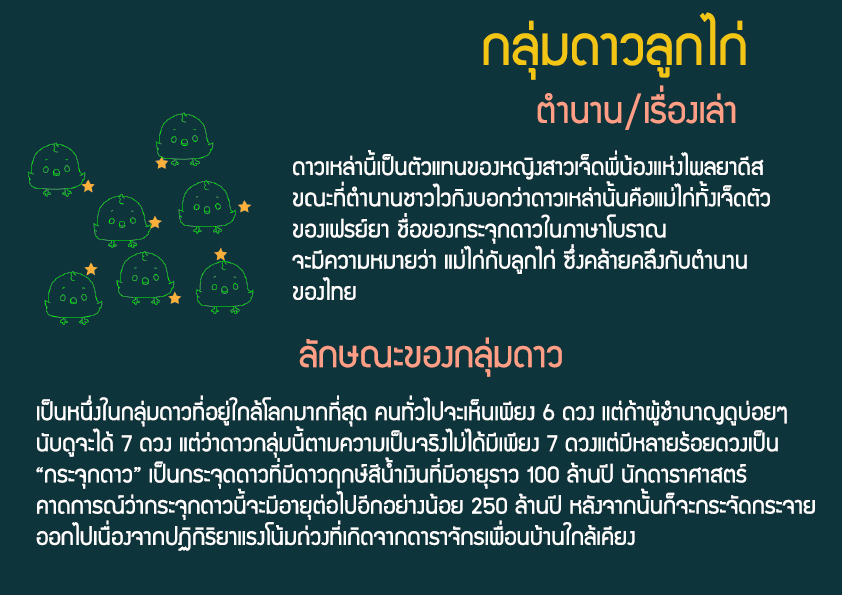 กลุ่มดาวลูกไก่
ตำนาน/เรื่องเล่า
ดาวเหล่านี้เป็นตัวแทนของหญิงสาวเจ็ดพี่น้องแห่งไพลยาดีส
ขณะที่ตำนานชาวไวกิงบอกว่าดาวเหล่านั้นคือแม่ไก่ทั้งเจ็ดตัว
ของเฟรย์ยา ชื่อของกระจุกดาวในภาษาโบราณ
จะมีความหมายว่า แม่ไก่กับลูกไก่ ซึ่งคล้ายคลึงกับตำนาน
ของไทย
ลักษณะของกลุ่มดาว
เป็นหนึ่งในกลุ่มดาวที่อยู่ใกล้โลกมากที่สุด คนทั่วไปจะเห็นเพียง 6 ดวง แต่ถ้าผู้ชำนาญดูบ่อยๆ
นับดูจะได้ 7 ดวง แต่ว่าดาวกลุ่มนี้ตามความเป็นจริงไม่ได้มีเพียง 7 ดวงแต่มีหลายร้อยดวงเป็น
“กระจุกดาว” เป็นกระจุดดาวที่มีดาวฤกษ์สีน้ำเงินที่มีอายุราว 100 ล้านปี นักดาราศาสตร์
คาดการณ์ว่ากระจุกดาวนี้จะมีอายุต่อไปอีกอย่างน้อย 250 ล้านปี หลังจากนั้นก็จะกระจัดกระจาย
ออกไปเนื่องจากปฏิกิริยาแรงโน้มถ่วงที่เกิดจากดาราจักรเพื่อนบ้านใกล้เคียง